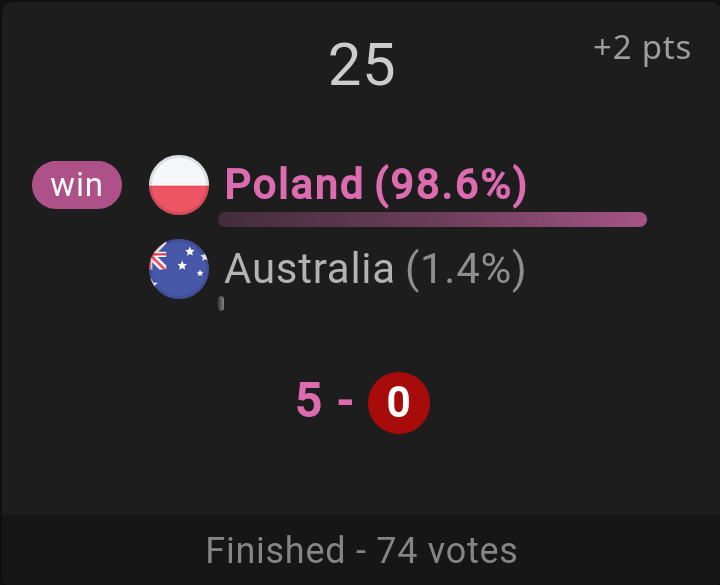 25
+2 pts
win
Poland (98.6%)
Australia (1.4%)
5 - 0
Finished - 74 votes